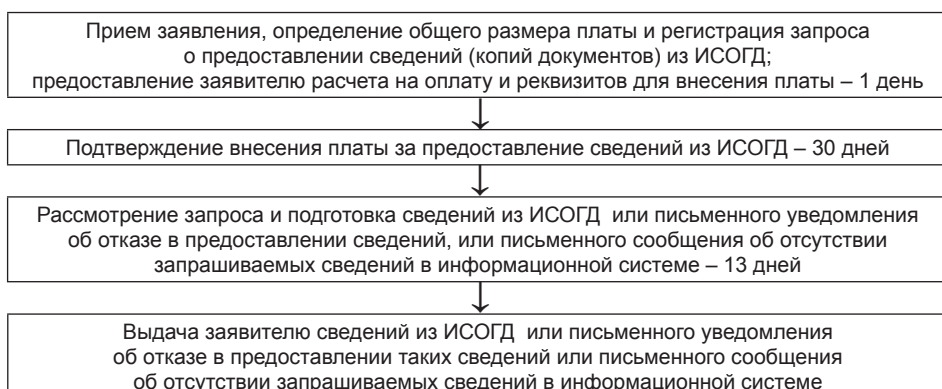 Прием заявления, определение общего размера платы и регистрация запроса
о предоставлении сведений (копий документов) из ИСОГД;
предоставление заявителю расчета на оплату и реквизитов для внесения платы – 1 день
Подтверждение внесения платы за предоставление сведений из ИСОГД – 30 дней
Рассмотрение запроса и подготовка сведений из ИСОГД или письменного уведомления
об отказе в предоставлении сведений, или письменного сообщения об отсутствии
запрашиваемых сведений в информационной системе – 13 дней
Выдача заявителю сведений из ИСОГД или письменного уведомления
об отказе в предоставлении таких сведений или письменного сообщения
об отсутствии запрашиваемых сведений в информационной системе